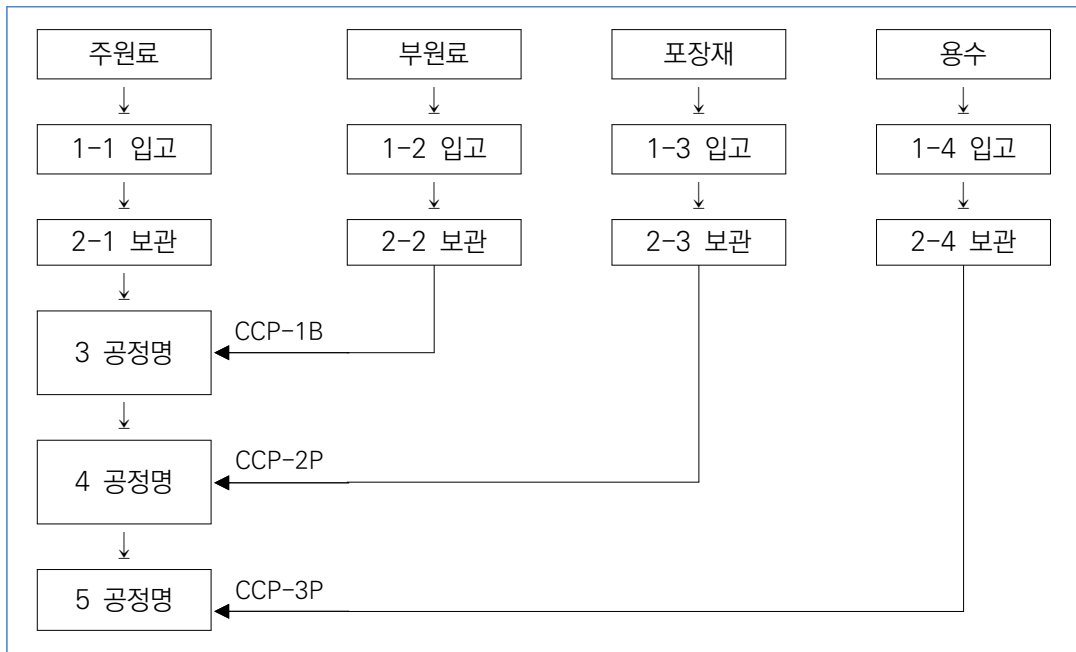 주원료
부원료
포장재
용수
1-1 입고
1-2 입고
1-3 입고
1-4 입고
2-1 보관
2-2 보관
2-3 보관
2-4 보관
CCP-1B
3 공정명
CCP-2P
4 공정명
CCP-3P
5 공정명